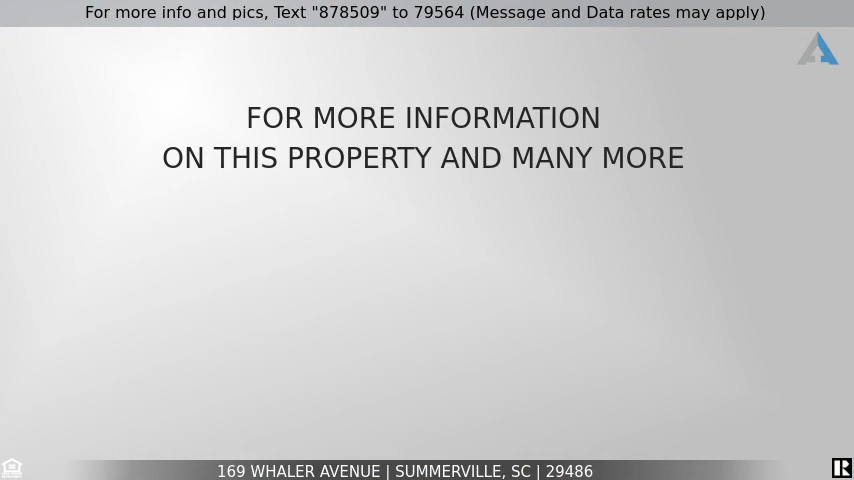 For more info and pics, Text "878509" to 79564 (Message and Data rates may apply)
FOR MORE INFORMATION
ON THIS PROPERTY AND MANY MORE
169 WHALER AVENUE | SUMMERVILLE, SC | 29486